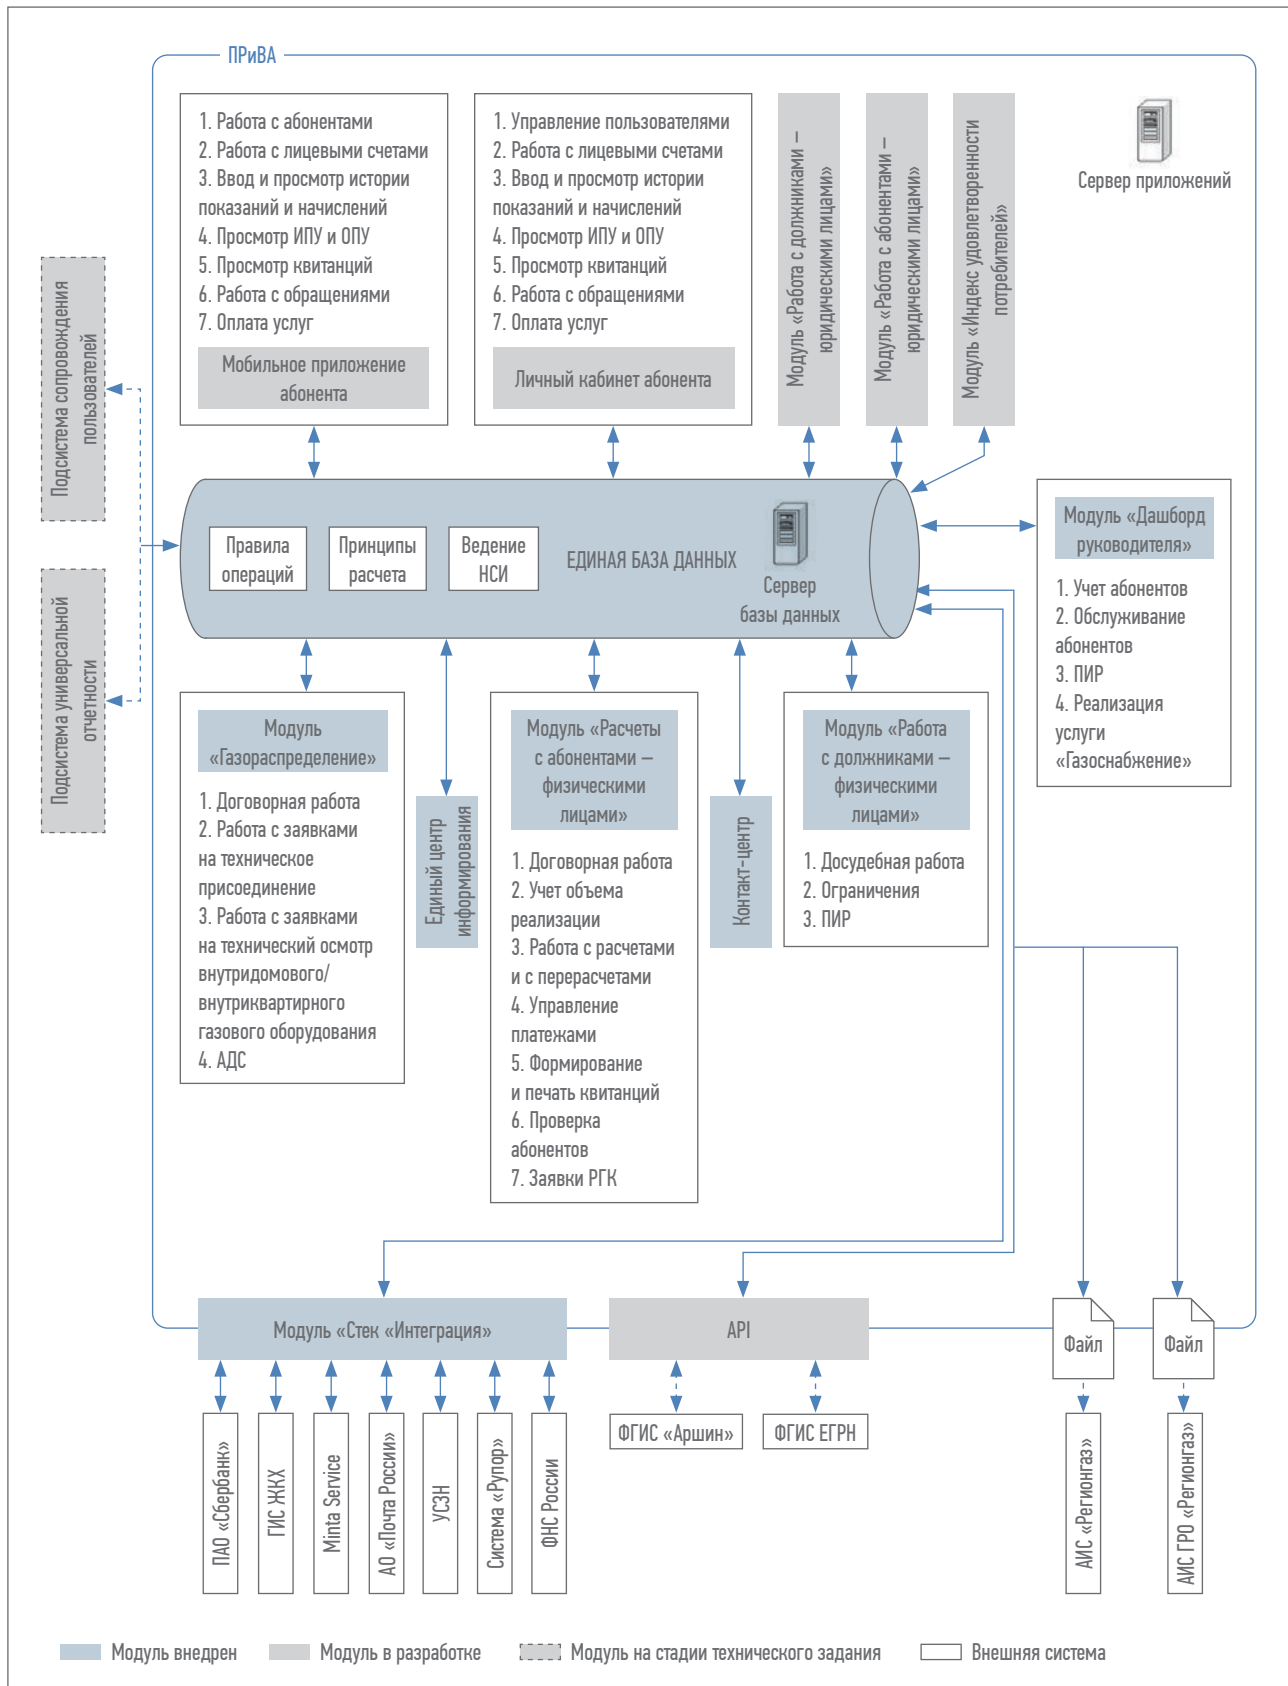 ПРиВА
1. Работа с абонентами
2. Работа с лицевыми счетами
3. Ввод и просмотр истории
показаний и начислений
4. Просмотр ИПУ и ОПУ
5. Просмотр квитанций
6. Работа с обращениями
7. Оплата услуг
Мобильное приложение
абонента
1. Управление пользователями
2. Работа с лицевыми счетами
3. Ввод и просмотр истории
показаний и начислений
4. Просмотр ИПУ и ОПУ
5. Просмотр квитанций
6. Работа с обращениями
7. Оплата услуг
Личный кабинет абонента
Модуль «Работа с должниками –
юридическими лицами»
Модуль «Работа с абонентами –
юридическими лицами»
Модуль «Индекс удовлетворенности
потребителей»
Сервер приложений
Подсистема сопровождения
пользователей
Подсистема универсальной
отчетности
Правила
операций
Принципы
расчета
Ведение
НСИ
ЕДИНАЯ БАЗА ДАННЫХ
Сервер
базы данных
Модуль «Дашборд
руководителя»
1. Учет абонентов
2. Обслуживание
абонентов
3. ПИР
4. Реализация
услуги
«Газоснабжение»
Модуль
«Газораспределение»
1. Договорная работа
2. Работа с заявками
на техническое
присоединение
3. Работа с заявками
на технический осмотр
внутридомового/
внутриквартирного
газового оборудования
4. АДС
Единый центр
информирования
Модуль «Расчеты
с абонентами –
физическими
лицами»
1. Договорная работа
2. Учет объема
реализации
3. Работа с расчетами
и с перерасчетами
4. Управление
платежами
5. Формирование
и печать квитанций
6. Проверка
абонентов
7. Заявки РГК
Контакт-центр
Модуль «Работа
с должниками –
физическими
лицами»
1. Досудебная работа
2. Ограничения
3. ПИР
Модуль «Стек «Интеграция»
API
Файл
Файл
ПАО «Сбербанк»
ГИС ЖКХ
Minta Service
АО «Почта России»
УСЗН
Система «Рупор»
ФНС России
ФГИС «Аршин»
ФГИС ЕГРН
АИС «Регионгаз»
АИС ГРО «Регионгаз»
Модуль внедрен
Модуль в разработке
Модуль на стадии технического задания
Внешняя система